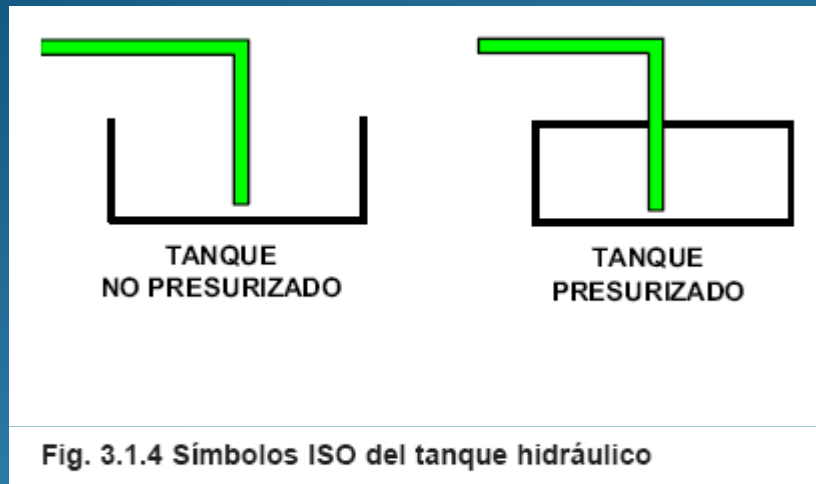 TANQUE
NO PRESURIZADO
TANQUE
PRESURIZADO
Fig. 3.1.4 Símbolos ISO del tanque hidráulico